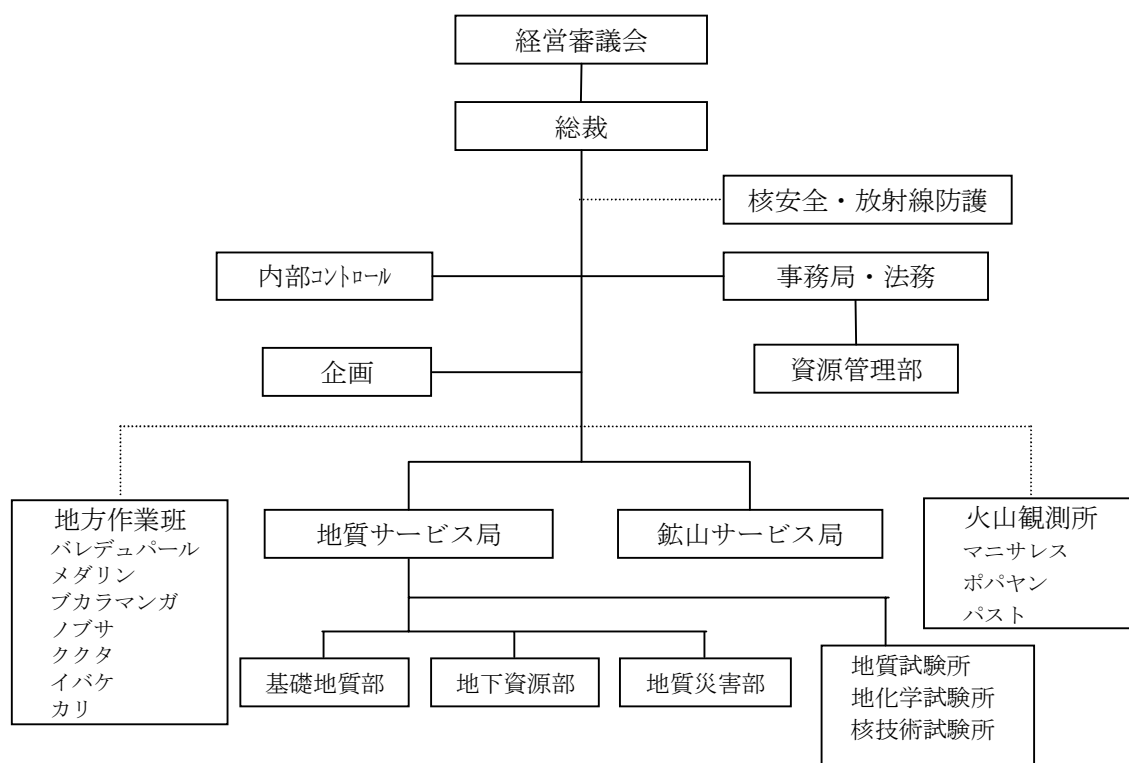 経営審議会
総裁
核安全・放射線防護
内部ｺﾝﾄﾛｰﾙ
事務局・法務
企画
資源管理部
地方作業班
バレデュパール
メダリン
ブカラマンガ
ノブサ
ククタ
イバケ
カリ
地質サービス局
鉱山サービス局
火山観測所
マニサレス
ポパヤン
パスト
基礎地質部
地下資源部
地質災害部
地質試験所
地化学試験所
核技術試験所